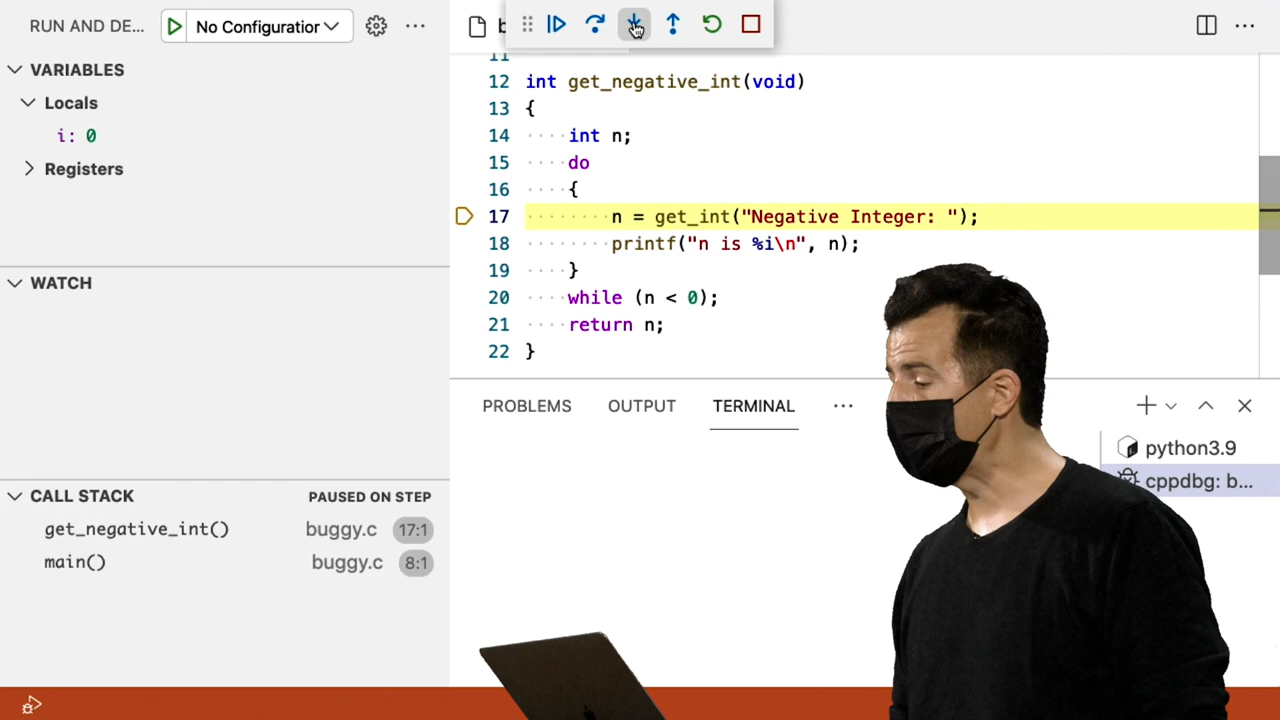 RUN AND DE...
No Configuration
VARIABLES
Locals
i: 0
Registers
WATCH
CALL STACK
PAUSED ON STEP
get_negative_int()
buggy.c
17:1
main()
buggy.c
8:1
b
11
12 int get_negative_int(void)
13 {
14 ····int n;
15 ····do
16 ····{
17 ········n = get_int("Negative Integer: ");
18 ········printf("n is %i\n", n);
19 ····}
20 ····while (n < 0);
21 ····return n;
22 }
PROBLEMS
OUTPUT
TERMINAL
python3.9
cppdbg: b...